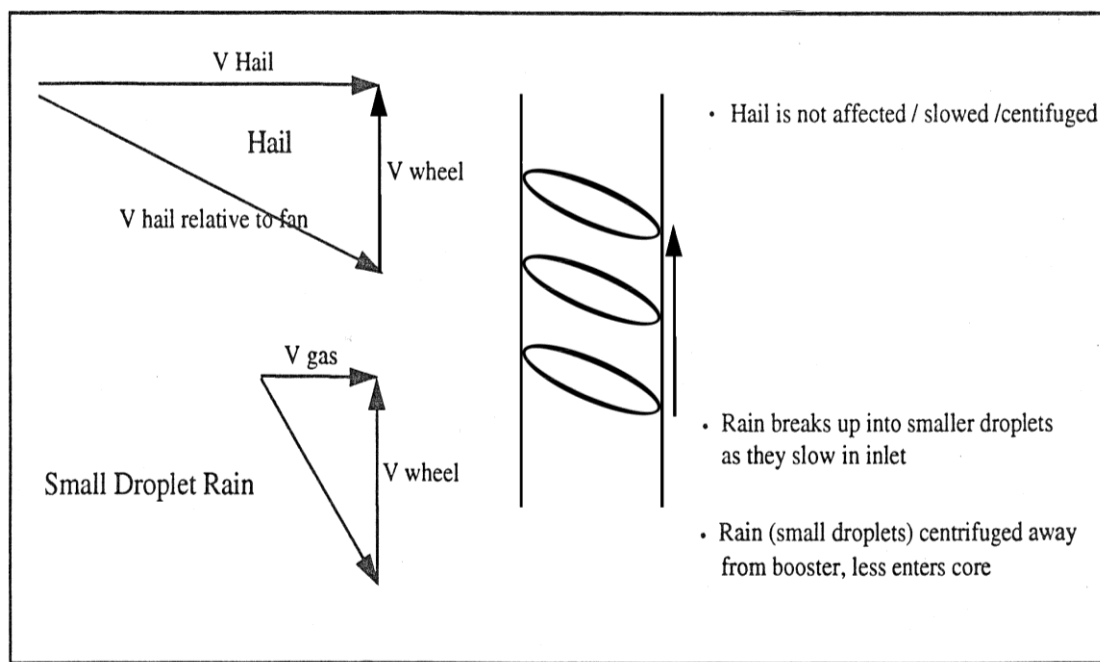 V Hail
Hail
V wheel
V hail relative to fan
• Hail is not affected / slowed /centifuged
V gas
V wheel
Small Droplet Rain
• Rain breaks up into smaller droplets
as they slow in inlet
• Rain (small droplets) centrifuged away
from booster, less enters core